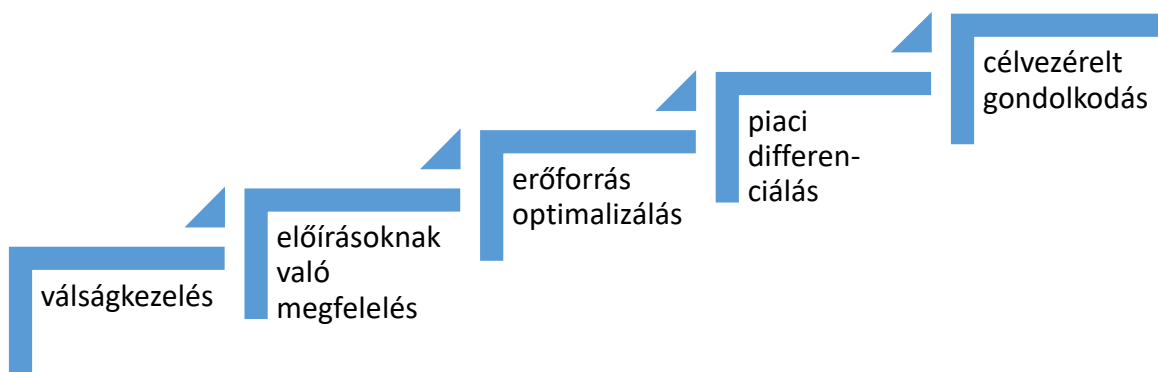 válságkezelés
előírásoknak
való
megfelelés
erőforrás
optimalizálás
piaci
differen-
ciálás
célvezérelt
gondolkodás